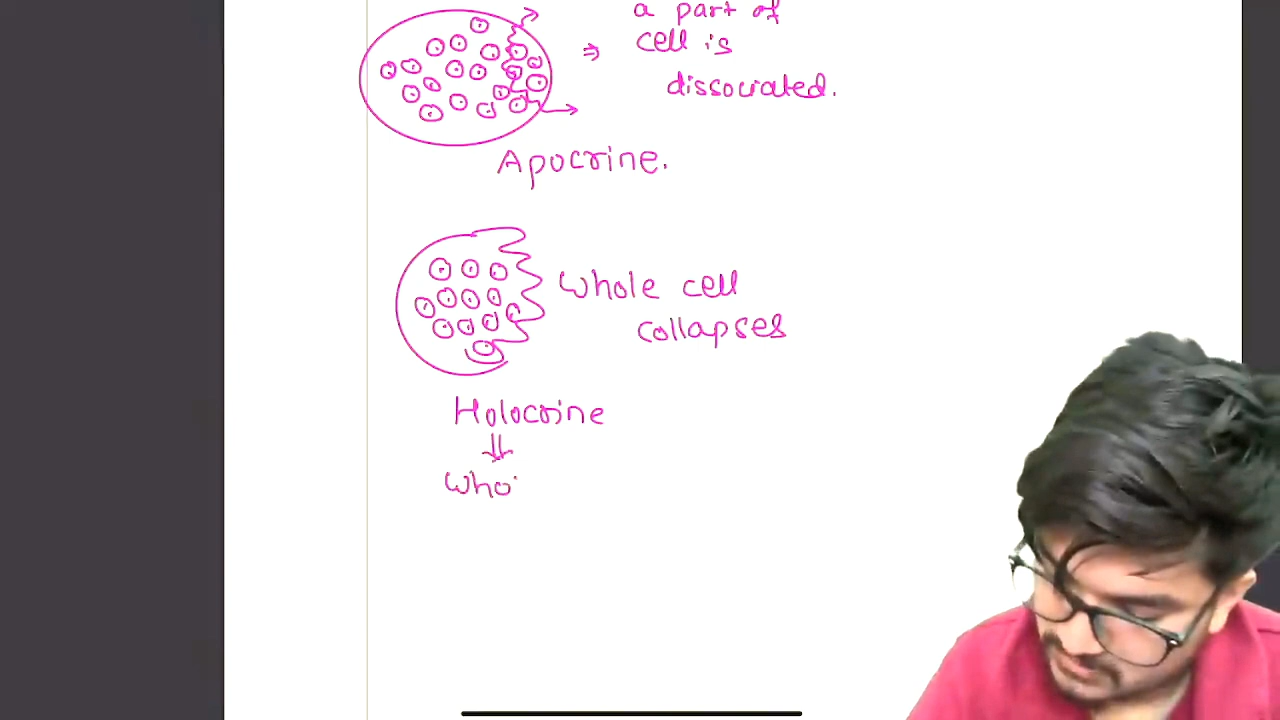 a part of
⇒ cell is
dissociated.
Apocrine.
Whole cell
collapses
Holocrine
⇓
Who